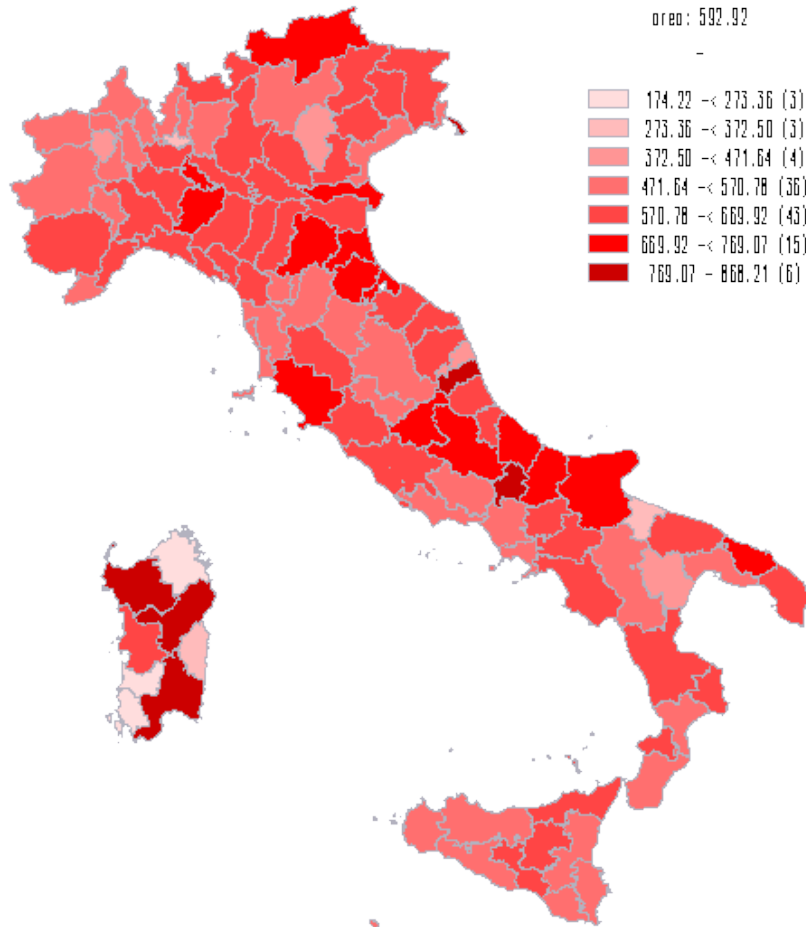 area: 592.92
-
174.22 -< 273.36 (3)
273.36 -< 372.50 (3)
372.50 -< 471.64 (4)
471.64 -< 570.78 (36)
570.78 -< 669.92 (43)
669.92 -< 769.07 (15)
769.07 - 868.21 (6)